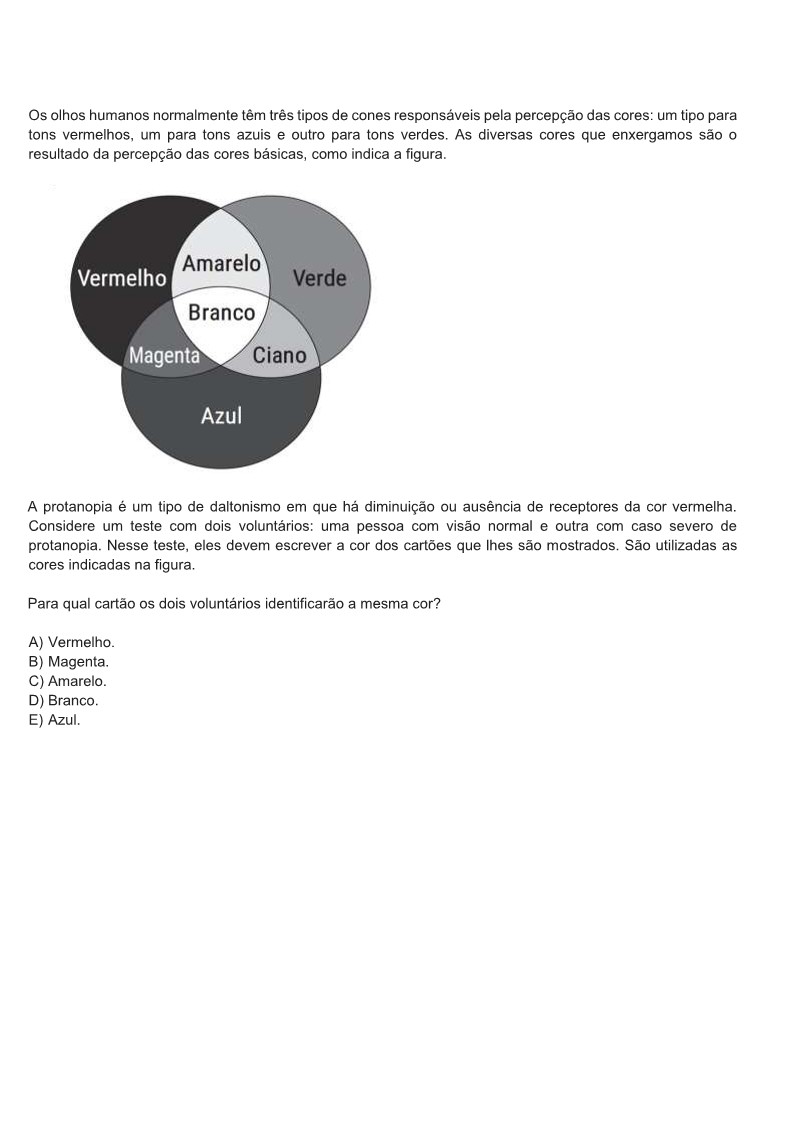 Os olhos humanos normalmente têm três tipos de cones responsáveis pela percepção das cores: um tipo para
tons vermelhos, um para tons azuis e outro para tons verdes. As diversas cores que enxergamos são o
resultado da percepção das cores básicas, como indica a figura.
Vermelho
Amarelo
Verde
Branco
Magenta
Ciano
Azul
A protanopia é um tipo de daltonismo em que há diminuição ou ausência de receptores da cor vermelha.
Considere um teste com dois voluntários: uma pessoa com visão normal e outra com caso severo de
protanopia. Nesse teste, eles devem escrever a cor dos cartões que lhes são mostrados. São utilizadas as
cores indicadas na figura.
Para qual cartão os dois voluntários identificarão a mesma cor?
A) Vermelho.
B) Magenta.
C) Amarelo.
D) Branco.
E) Azul.